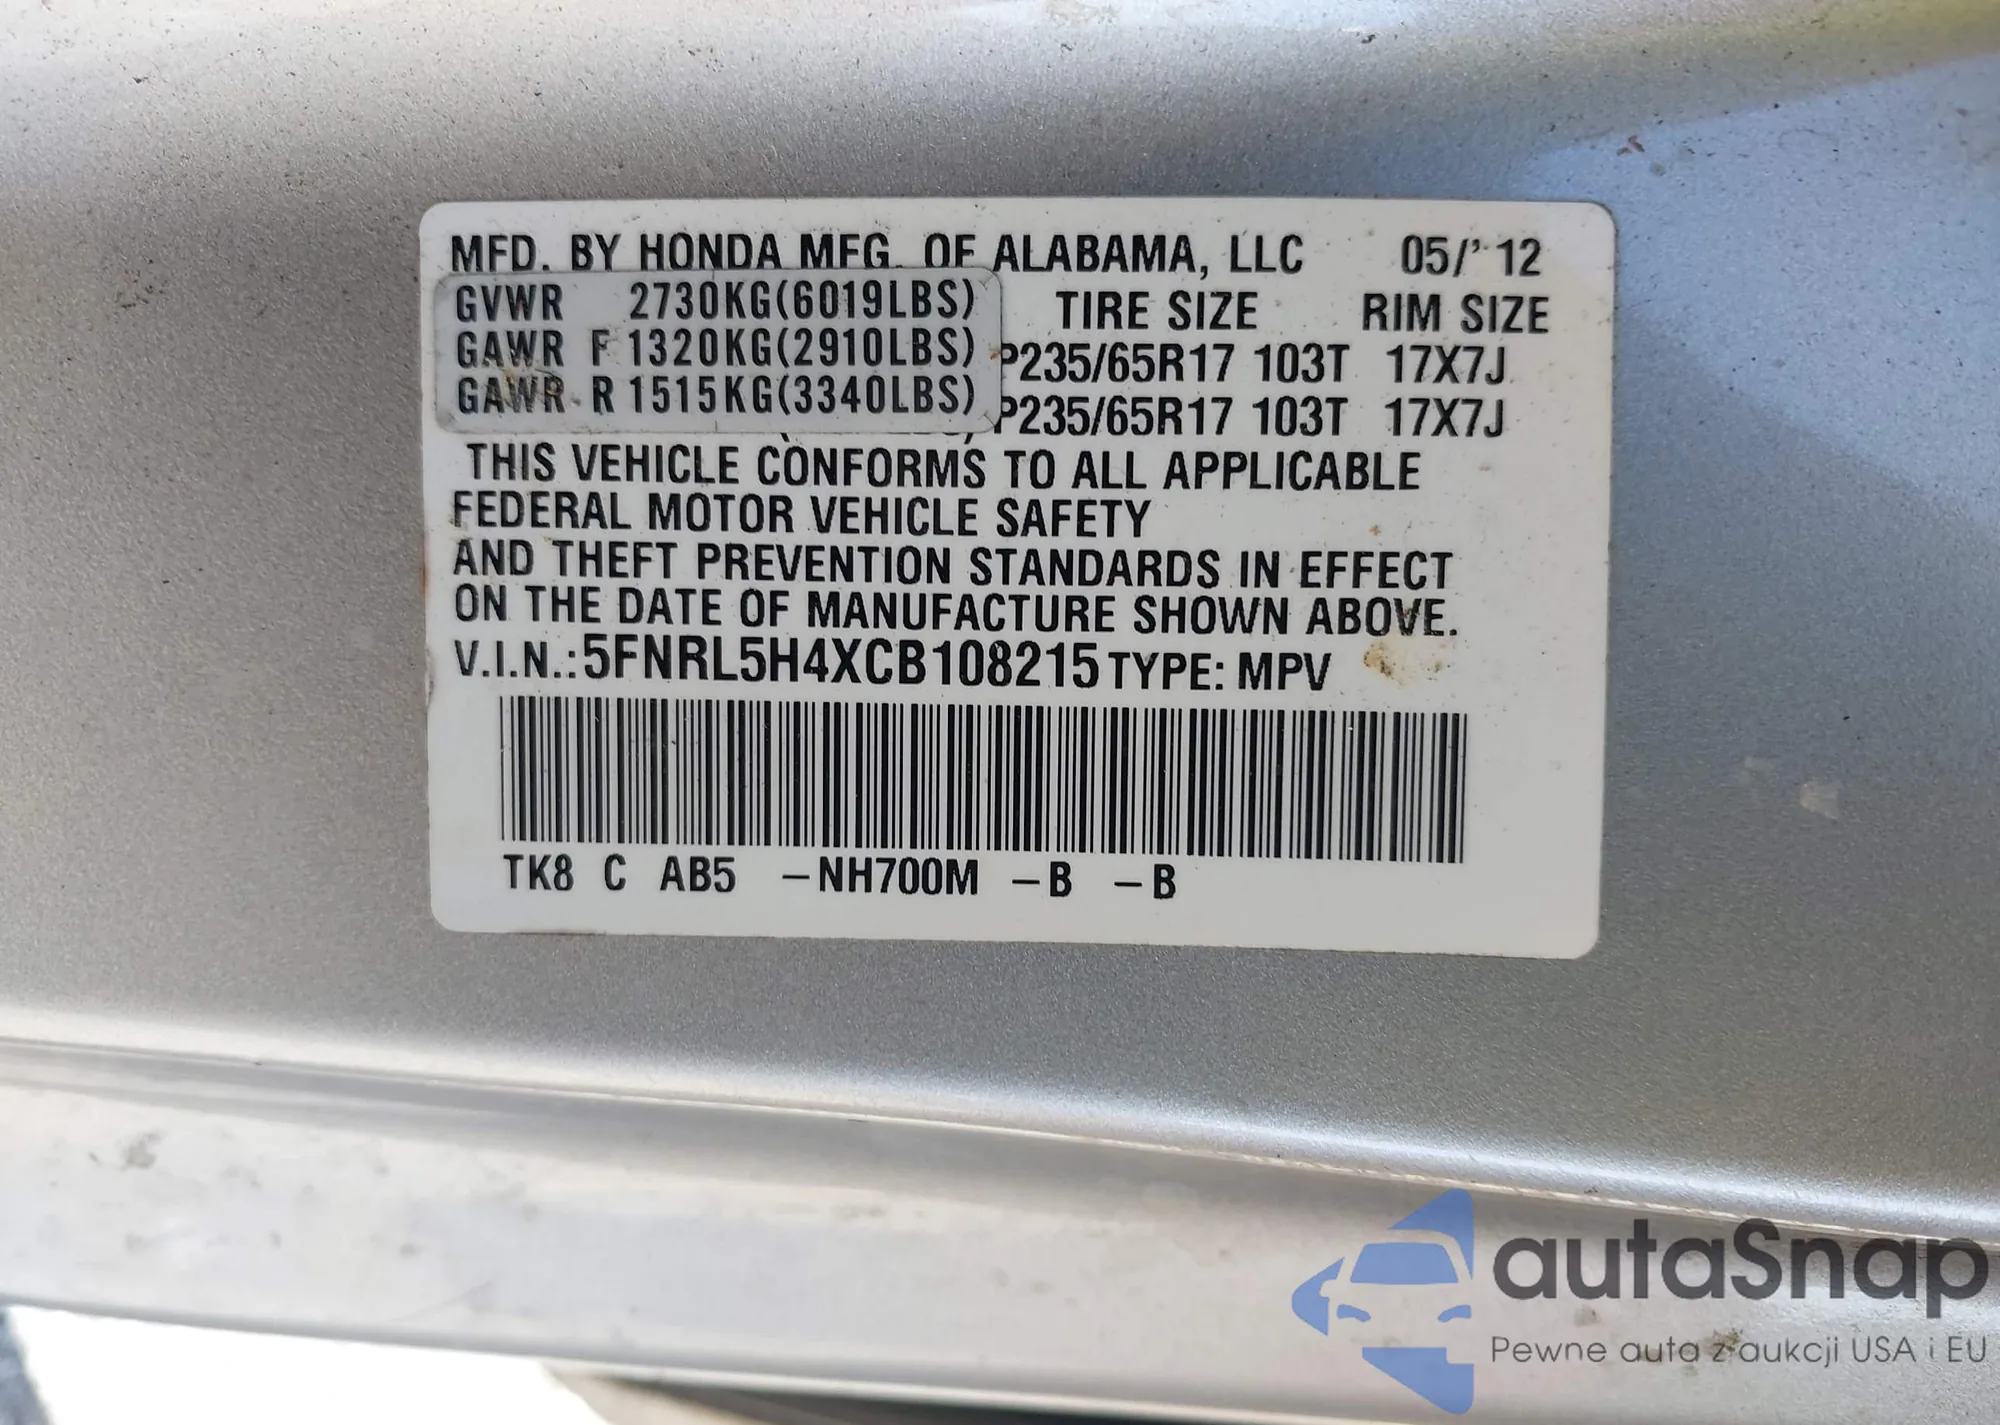 MFD. BY HONDA MFG. OF ALABAMA, LLC 05/'12
GVWR 2730KG(6019LBS) TIRE SIZE RIM SIZE
GAWR F 1320KG(2910LBS) P235/65R17 103T 17X7J
GAWR R 1515KG(3340LBS) P235/65R17 103T 17X7J
THIS VEHICLE CONFORMS TO ALL APPLICABLE
FEDERAL MOTOR VEHICLE SAFETY
AND THEFT PREVENTION STANDARDS IN EFFECT
ON THE DATE OF MANUFACTURE SHOWN ABOVE.
V.I.N.:5FNRL5H4XCB108215 TYPE: MPV
TK8 C AB5 -NH700M -B -B
autaSnap
Pewne auta z aukcji USA i EU